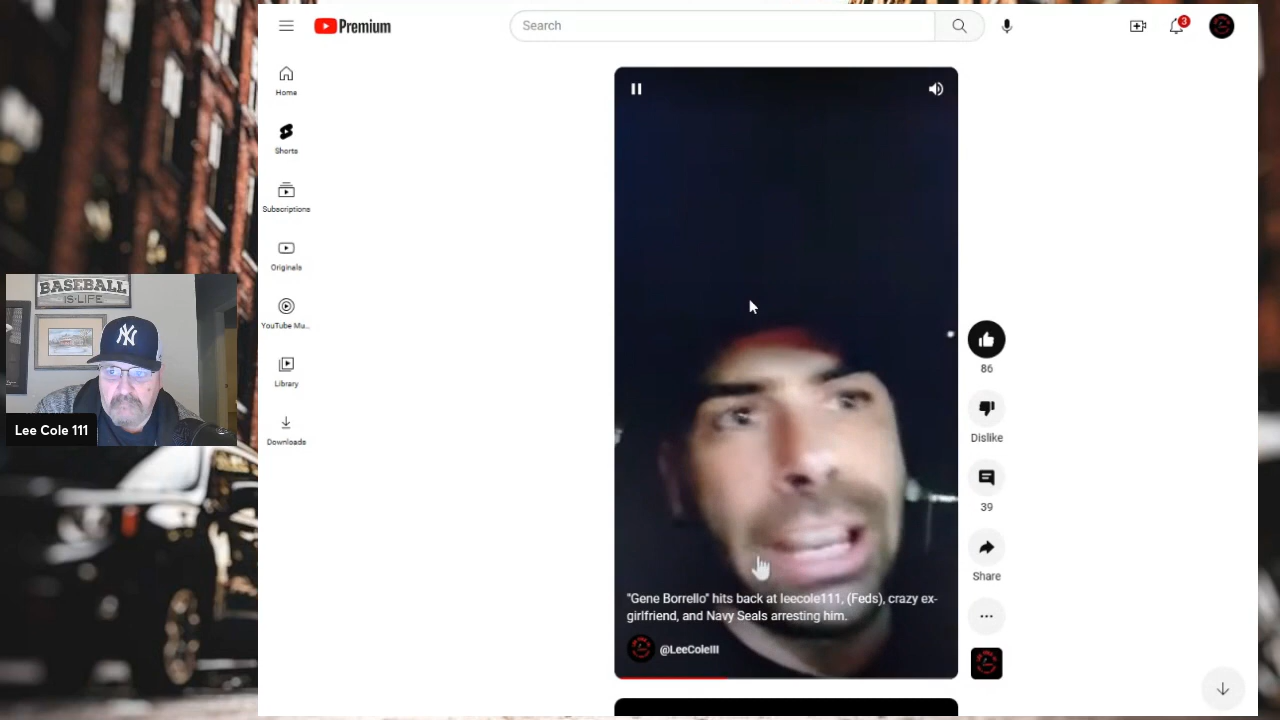 Premium
Search
3
Home
Shorts
Subscriptions
Originals
YouTube Mu...
Library
Downloads
BASEBALL
IS·LIFE
NY
Lee Cole 111
86
Dislike
39
Share
"Gene Borrello" hits back at leecole111, (Feds), crazy ex-
girlfriend, and Navy Seals arresting him.
@LeeColeIII